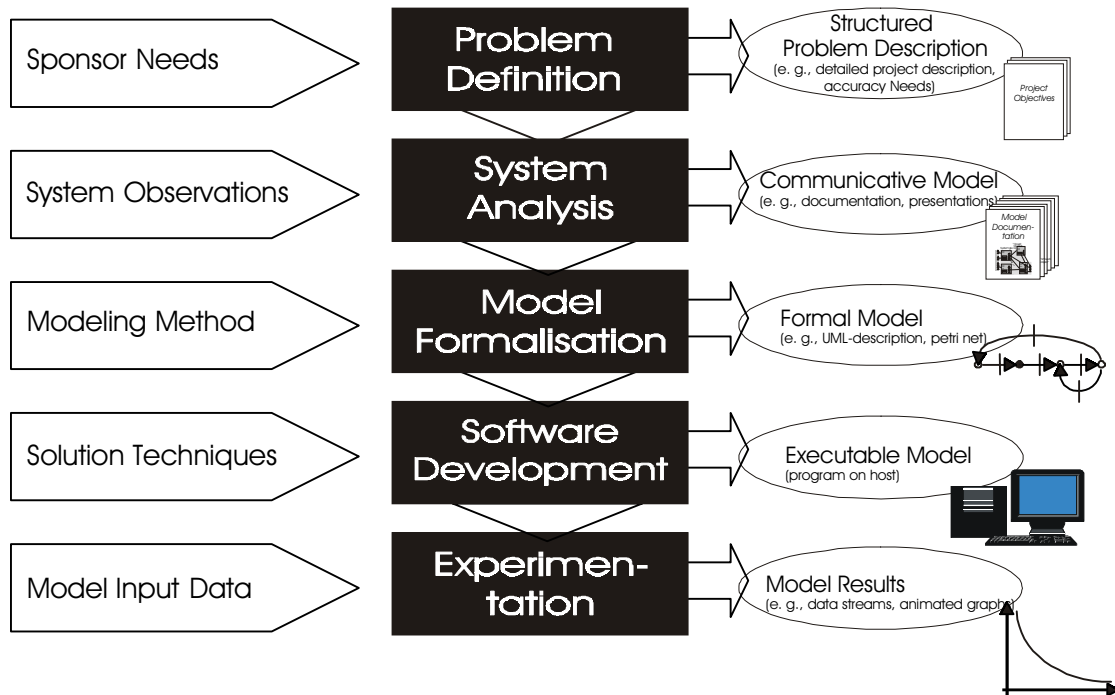 Sponsor Needs
Problem
Definition
Structured
Problem Description
(e. g., detailed project description,
accuracy Needs)
Project
Objectives
System Observations
System
Analysis
Communicative Model
(e. g., documentation, presentations)
Model
Documen-
tation
Modeling Method
Model
Formalisation
Formal Model
(e. g., UML-description, petri net)
Solution Techniques
Software
Development
Executable Model
(program on host)
Model Input Data
Experimen-
tation
Model Results
(e. g., data streams, animated graphs)